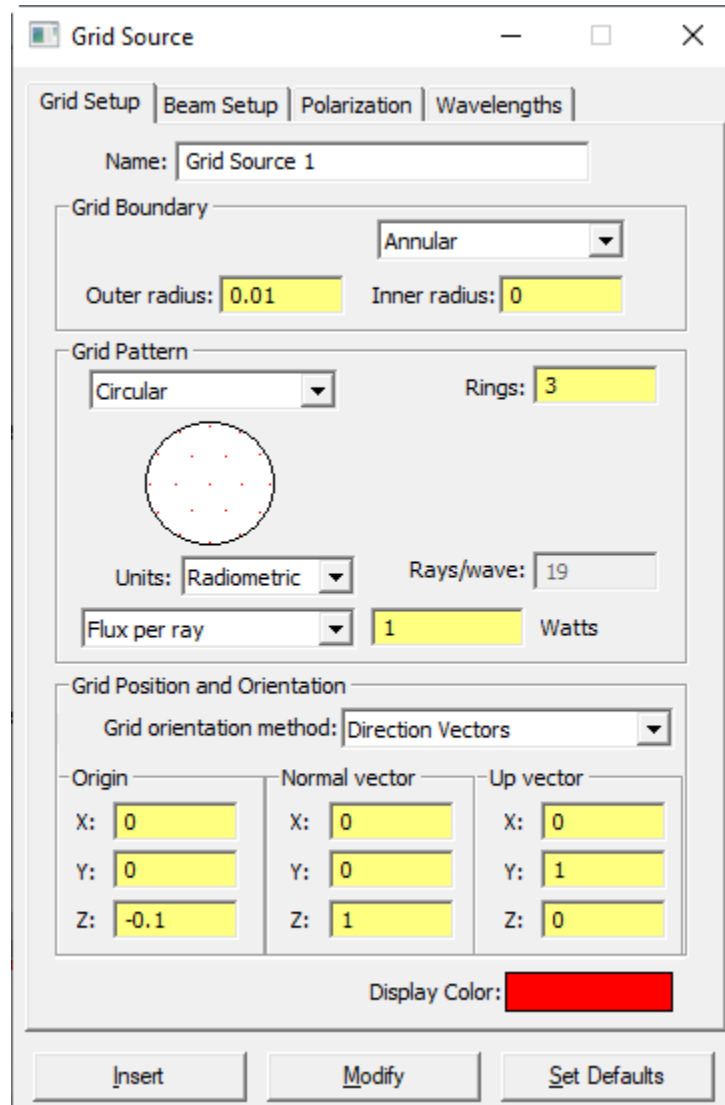 Grid Source
Grid Setup Beam Setup Polarization Wavelengths
Name: Grid Source 1
Grid Boundary
Annular
Outer radius: 0.01 Inner radius: 0
Grid Pattern
Circular Rings: 3
Units: Radiometric Rays/wave: 19
Flux per ray 1 Watts
Grid Position and Orientation
Grid orientation method: Direction Vectors
Origin Normal vector Up vector
X: 0 X: 0 X: 0
Y: 0 Y: 0 Y: 1
Z: -0.1 Z: 1 Z: 0
Display Color:
Insert Modify Set Defaults